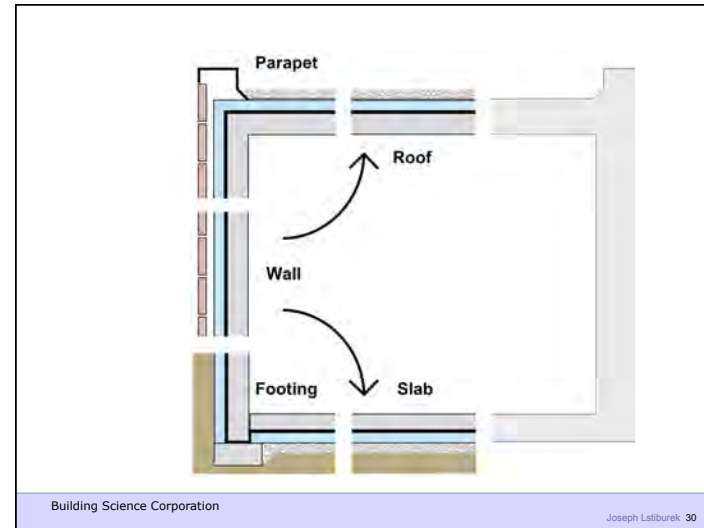 Parapet
Roof
Wall
Footing Slab
Building Science Corporation
Joseph Lstiburek 30